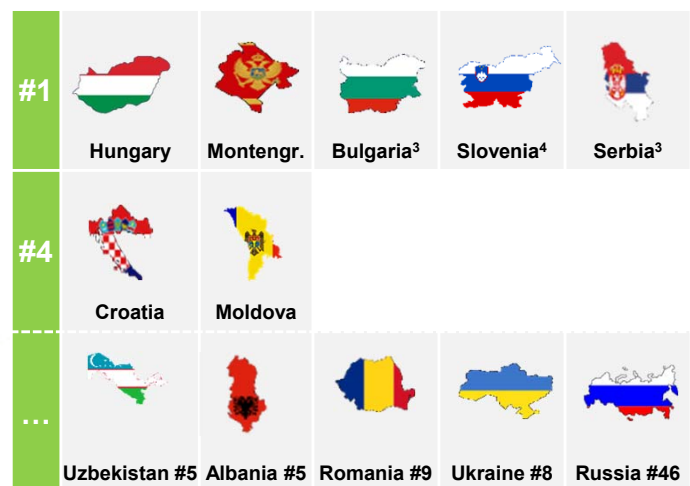 #1
Hungary Montengr. Bulgaria³ Slovenia⁴ Serbia³
#4
Croatia Moldova
...
Uzbekistan #5 Albania #5 Romania #9 Ukraine #8 Russia #46